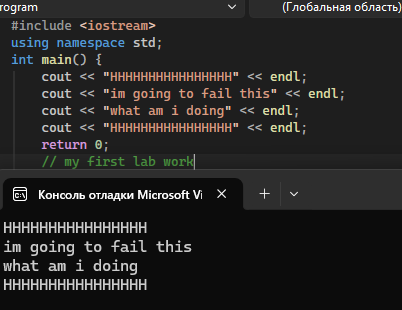 rogram
(Глобальная область)
#include <iostream>
using namespace std;
int main() {
    cout << "HHHHHHHHHHHHHHHH" << endl;
    cout << "im going to fail this" << endl;
    cout << "what am i doing" << endl;
    cout << "HHHHHHHHHHHHHHHH" << endl;
    return 0;
    // my first lab work
Консоль отладки Microsoft Vi
HHHHHHHHHHHHHHHH
im going to fail this
what am i doing
HHHHHHHHHHHHHHHH